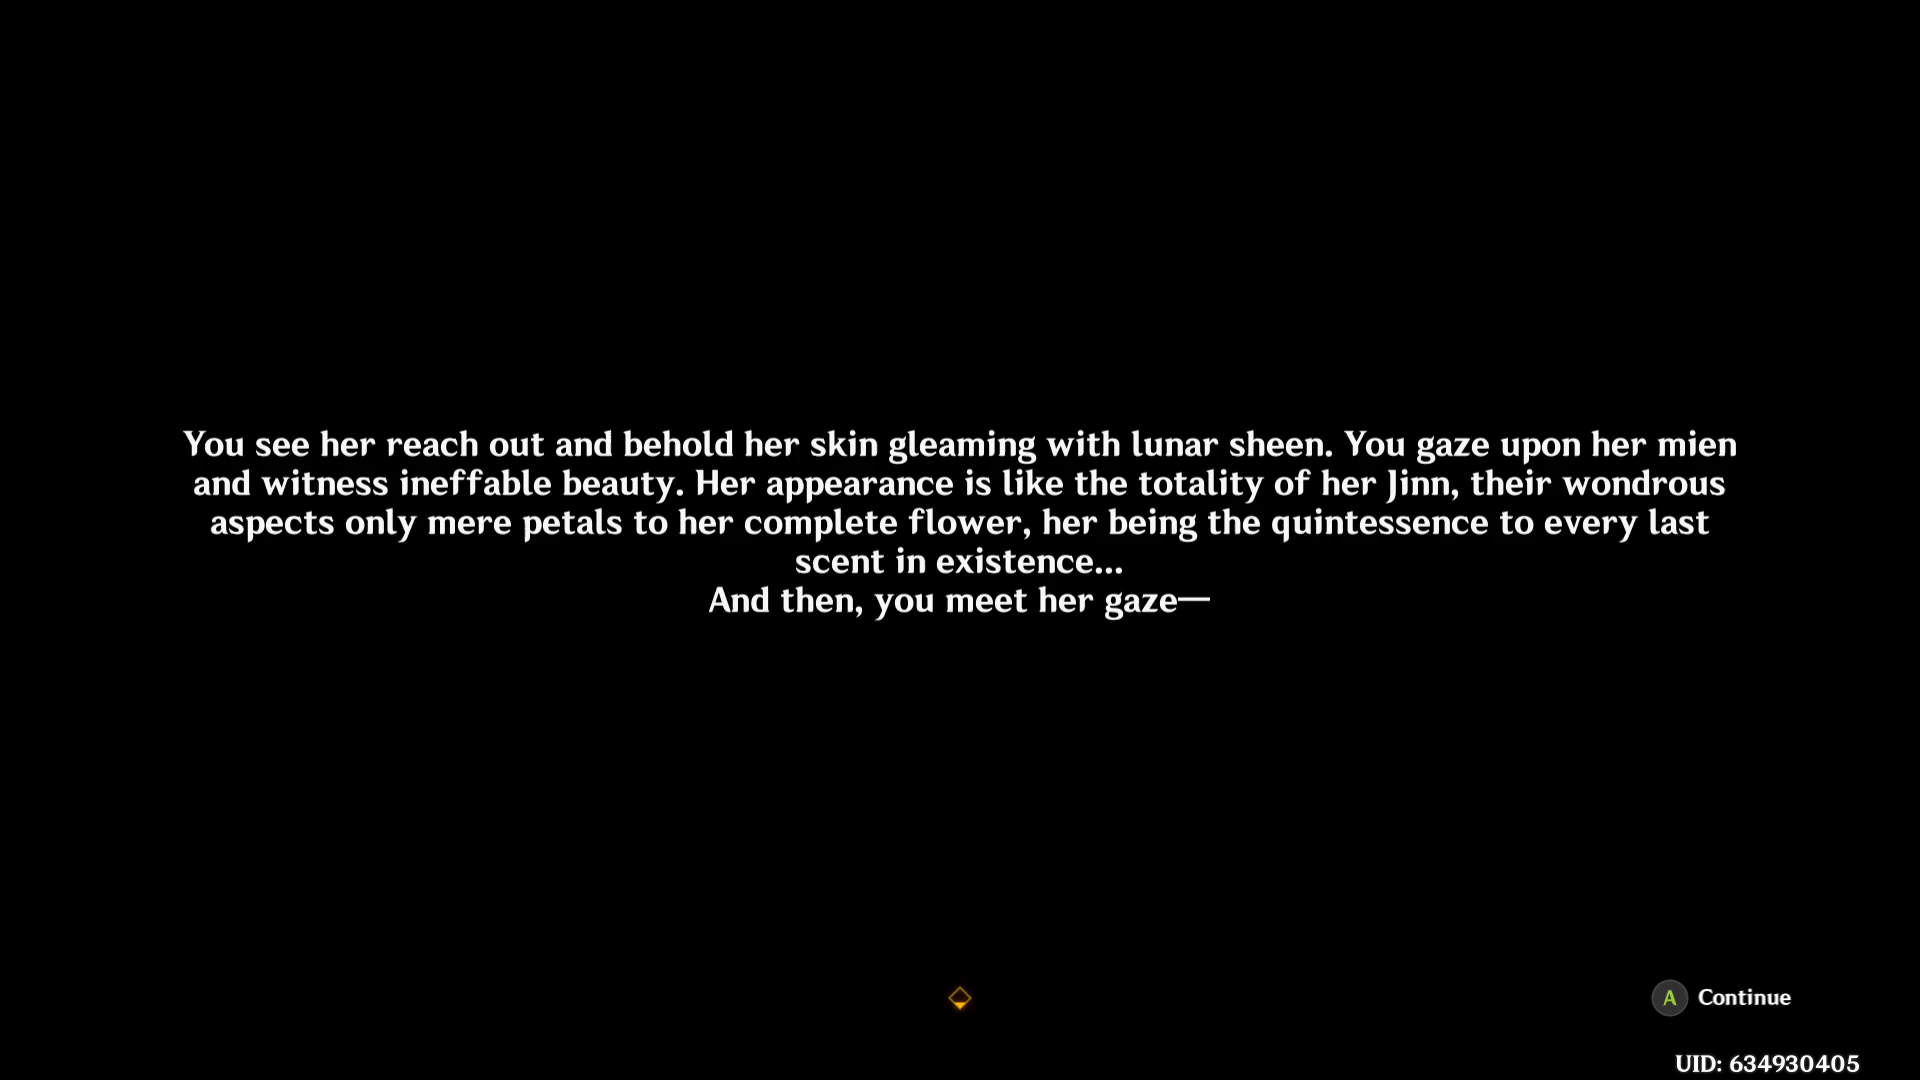 You see her reach out and behold her skin gleaming with lunar sheen. You gaze upon her mien
and witness ineffable beauty. Her appearance is like the totality of her Jinn, their wondrous
aspects only mere petals to her complete flower, her being the quintessence to every last
scent in existence...
And then, you meet her gaze—
A Continue
UID: 634930405